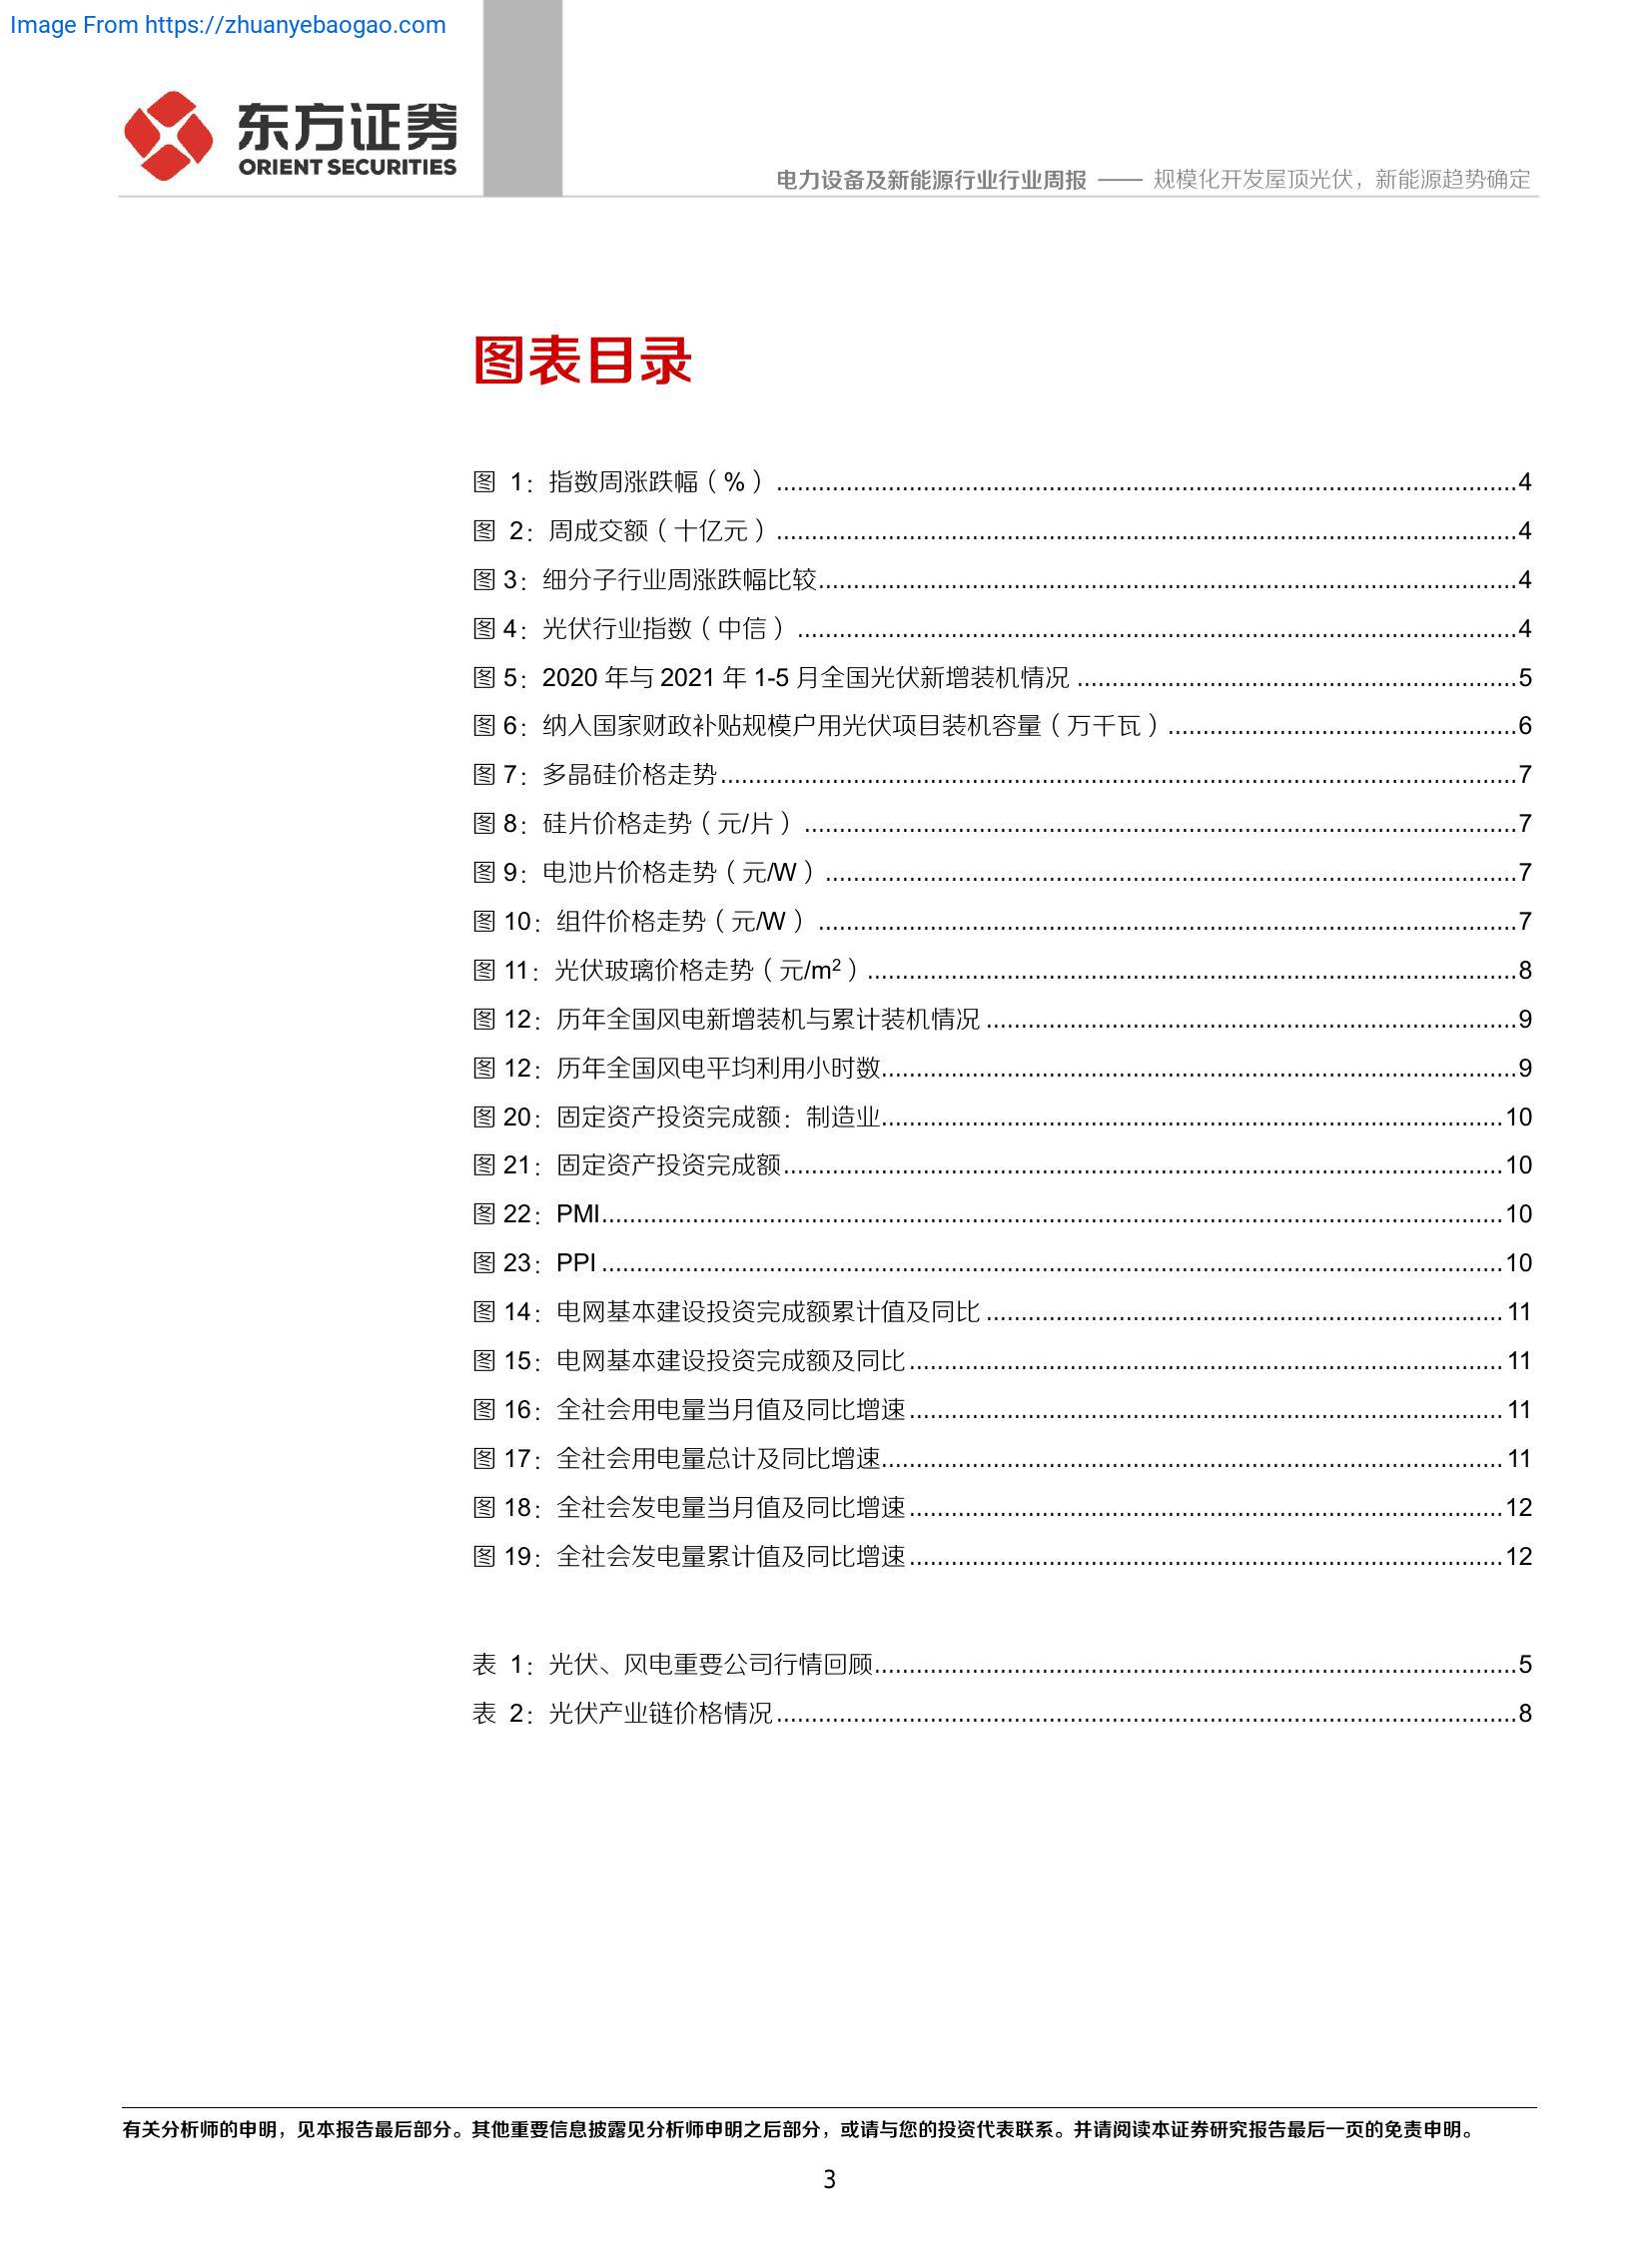 Image From https://zhuanyebaogao.com
东方证券
ORIENT SECURITIES
电力设备及新能源行业行业周报 —— 规模化开发屋顶光伏，新能源趋势确定
图表目录
图 1：指数周涨跌幅（%）....................4
图 2：周成交额（十亿元）....................4
图 3：细分子行业周涨跌幅比较....................4
图 4：光伏行业指数（中信）....................4
图 5：2020 年与 2021 年 1-5 月全国光伏新增装机情况....................5
图 6：纳入国家财政补贴规模户用光伏项目装机容量（万千瓦）....................6
图 7：多晶硅价格走势....................7
图 8：硅片价格走势（元/片）....................7
图 9：电池片价格走势（元/W）....................7
图 10：组件价格走势（元/W）....................7
图 11：光伏玻璃价格走势（元/m²）....................8
图 12：历年全国风电新增装机与累计装机情况....................9
图 12：历年全国风电平均利用小时数....................9
图 20：固定资产投资完成额：制造业....................10
图 21：固定资产投资完成额....................10
图 22：PMI....................10
图 23：PPI....................10
图 14：电网基本建设投资完成额累计值及同比....................11
图 15：电网基本建设投资完成额及同比....................11
图 16：全社会用电量当月值及同比增速....................11
图 17：全社会用电量总计及同比增速....................11
图 18：全社会发电量当月值及同比增速....................12
图 19：全社会发电量累计值及同比增速....................12
表 1：光伏、风电重要公司行情回顾....................5
表 2：光伏产业链价格情况....................8
有关分析师的申明，见本报告最后部分。其他重要信息披露见分析师申明之后部分，或请与您的投资代表联系。并请阅读本证券研究报告最后一页的免责申明。
3